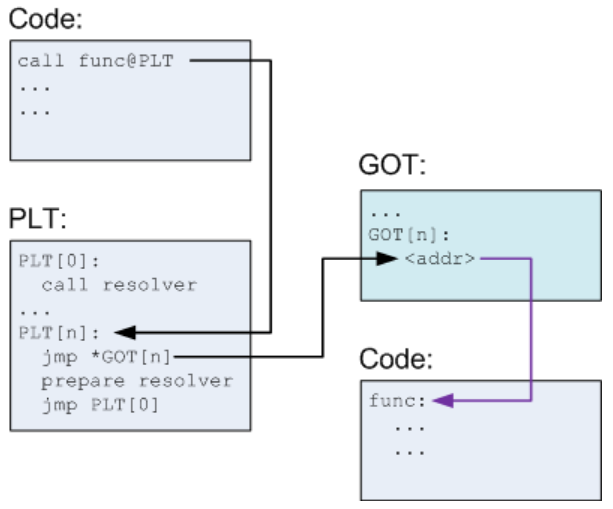 Code:
call func@PLT
...
...
PLT:
PLT[0]:
call resolver
...
PLT[n]:
jmp *GOT[n]
prepare resolver
jmp PLT[0]
GOT:
...
GOT[n]:
<addr>
Code:
func:
...
...